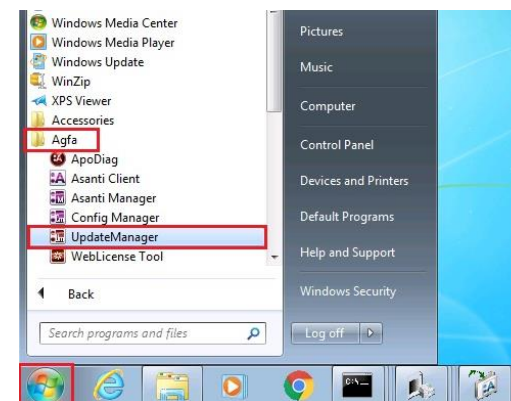 Windows Media Center
Windows Media Player
Windows Update
WinZip
XPS Viewer
Accessories
Agfa
ApoDiag
Asanti Client
Asanti Manager
Config Manager
UpdateManager
WebLicense Tool
Back
Search programs and files
Pictures
Music
Computer
Control Panel
Devices and Printers
Default Programs
Help and Support
Windows Security
Log off